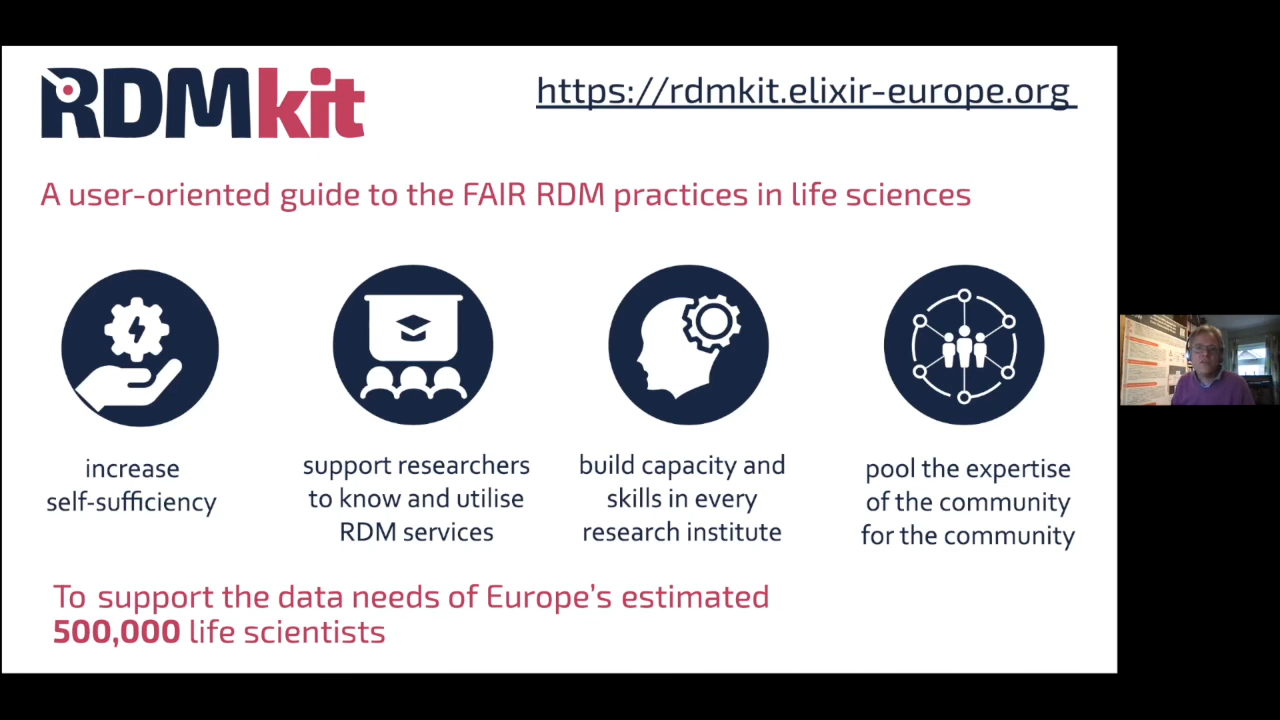 RDMkit
https://rdmkit.elixir-europe.org
A user-oriented guide to the FAIR RDM practices in life sciences
increase
self-sufficiency
support researchers
to know and utilise
RDM services
build capacity and
skills in every
research institute
pool the expertise
of the community
for the community
To support the data needs of Europe's estimated
500,000 life scientists